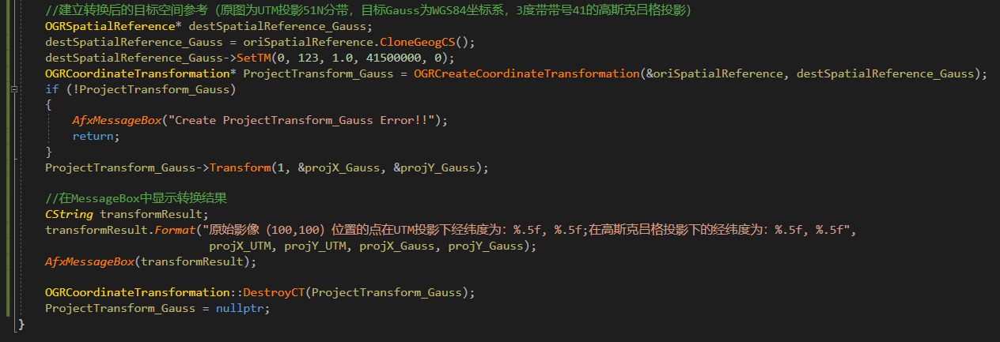 //建立转换后的目标空间参考（原图为UTM投影51N分带，目标Gauss为WGS84坐标系，3度带带号41的高斯克吕格投影）
OGRSpatialReference* destSpatialReference_Gauss;
destSpatialReference_Gauss = oriSpatialReference.CloneGeogCS();
destSpatialReference_Gauss->SetTM(0, 123, 1.0, 41500000, 0);
OGRCoordinateTransformation* ProjectTransform_Gauss = OGRCreateCoordinateTransformation(&oriSpatialReference, destSpatialReference_Gauss);
if (!ProjectTransform_Gauss)
{
AfxMessageBox("Create ProjectTransform_Gauss Error!!");
return;
}
ProjectTransform_Gauss->Transform(1, &projX_Gauss, &projY_Gauss);
//在MessageBox中显示转换结果
CString transformResult;
transformResult.Format("原始影像（100,100）位置的点在UTM投影下经纬度为：%.5f, %.5f;在高斯克吕格投影下的经纬度为：%.5f, %.5f",
projX_UTM, projY_UTM, projX_Gauss, projY_Gauss);
AfxMessageBox(transformResult);
OGRCoordinateTransformation::DestroyCT(ProjectTransform_Gauss);
ProjectTransform_Gauss = nullptr;
}